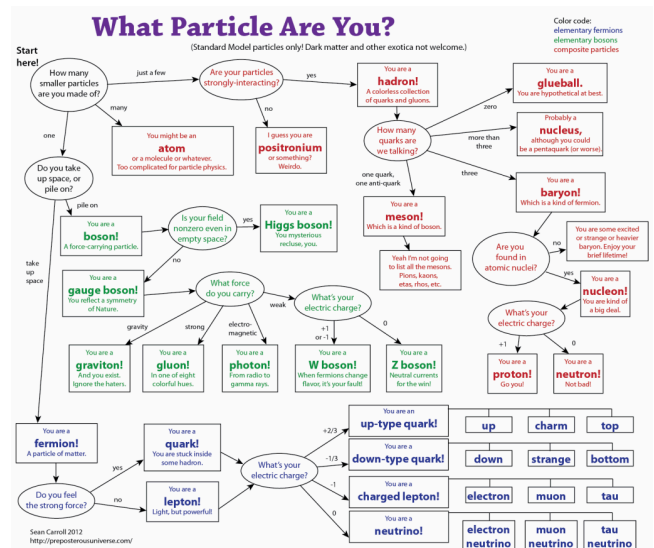 What Particle Are You?
(Standard Model particles only! Dark matter and other exotica not welcome.)
Color code:
elementary fermions
elementary bosons
composite particles
Start
here!
How many
smaller particles
are you made of?
just a few
many
one
Are your particles
strongly-interacting?
yes
no
You are a
hadron!
A colorless collection
of quarks and gluons.
You are a
glueball.
You are hypothetical at best.
You might be an
atom
or a molecule or whatever.
Too complicated for particle physics.
I guess you are
positronium
or something?
Weirdo.
How many
quarks are
we talking?
zero
more than
three
three
one quark,
one anti-quark
Probably a
nucleus,
although you could
be a pentaquark (or worse).
Do you take
up space, or
pile on?
pile on
take
up
space
You are a
meson!
Which is a kind of boson.
You are a
baryon!
Which is a kind of fermion.
You are a
boson!
A force-carrying particle.
Is your field
nonzero even in
empty space?
yes
no
You are a
Higgs boson!
You mysterious
recluse, you.
Yeah I'm not going
to list all the mesons.
Pions, kaons,
etas, rhos, etc.
Are you
found in
atomic nuclei?
no
yes
You are some excited
or strange or heavier
baryon. Enjoy your
brief lifetime!
You are a
gauge boson!
You reflect a symmetry
of Nature.
What force
do you carry?
weak
gravity
strong
electro-
magnetic
What's your
electric charge?
+1
or -1
0
You are a
nucleon!
You are kind of
a big deal.
What's your
electric charge?
+1
0
You are a
graviton!
And you exist.
Ignore the haters.
You are a
gluon!
In one of eight
colorful hues.
You are a
photon!
From radio to
gamma rays.
You are a
W boson!
When fermions change
flavor, it's your fault!
You are a
Z boson!
Neutral currents
for the win!
You are a
proton!
Go you!
You are a
neutron!
Not bad!
You are a
fermion!
A particle of matter.
Do you feel
the strong force?
yes
no
You are a
quark!
You are stuck inside
some hadron.
You are a
lepton!
Light, but powerful!
What's your
electric charge?
+2/3
-1/3
-1
0
You are an
up-type quark!
up
charm
top
You are a
down-type quark!
down
strange
bottom
You are a
charged lepton!
electron
muon
tau
You are a
neutrino!
electron
neutrino
muon
neutrino
tau
neutrino
Sean Carroll 2012
http://preposterousuniverse.com/